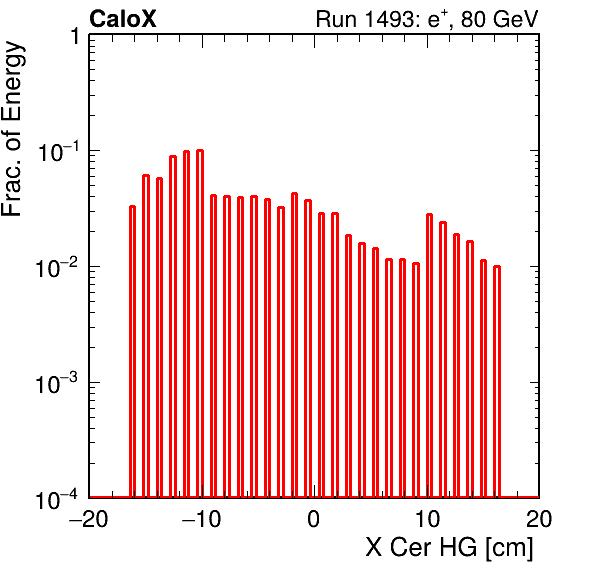 CaloX Run 1493: e⁺, 80 GeV
Frac. of Energy
1
10⁻¹
10⁻²
10⁻³
10⁻⁴
−20 −10 0 10 20
X Cer HG [cm]